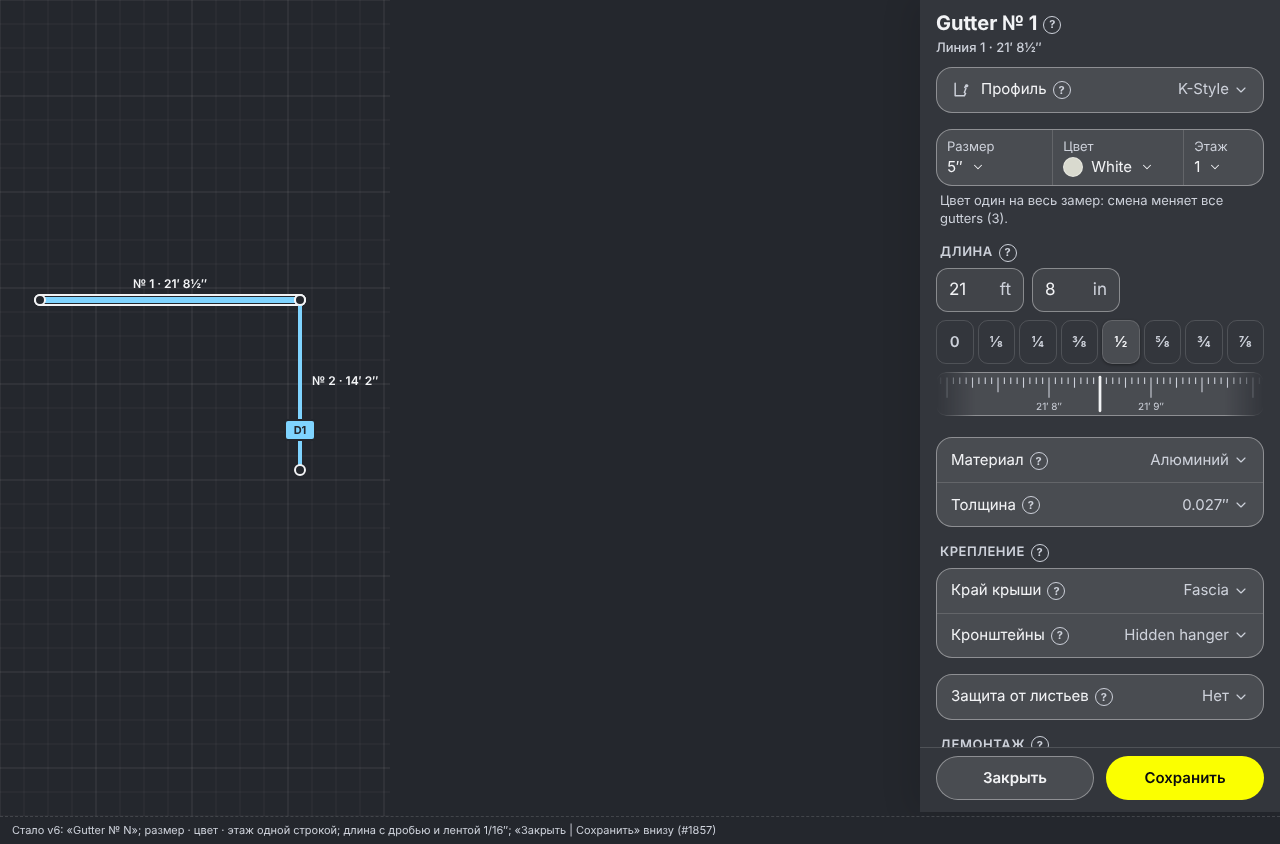 Gutter № 1 ?
Линия 1 · 21′ 8½″
Профиль ? K-Style
Размер Цвет Этаж
5″ White 1
Цвет один на весь замер: смена меняет все
gutters (3).
ДЛИНА ?
21 ft 8 in
0 ⅛ ¼ ⅜ ½ ⅝ ¾ ⅞
21′ 8″ 21′ 9″
Материал ? Алюминий
Толщина ? 0.027″
КРЕПЛЕНИЕ ?
Край крыши ? Fascia
Кронштейны ? Hidden hanger
Защита от листьев ? Нет
ДЕМОНТАЖ ?
Закрыть Сохранить
№ 1 · 21′ 8½″
№ 2 · 14′ 2″
D1
Стало v6: «Gutter № N»; размер · цвет · этаж одной строкой; длина с дробью и лентой 1/16″; «Закрыть | Сохранить» внизу (#1857)